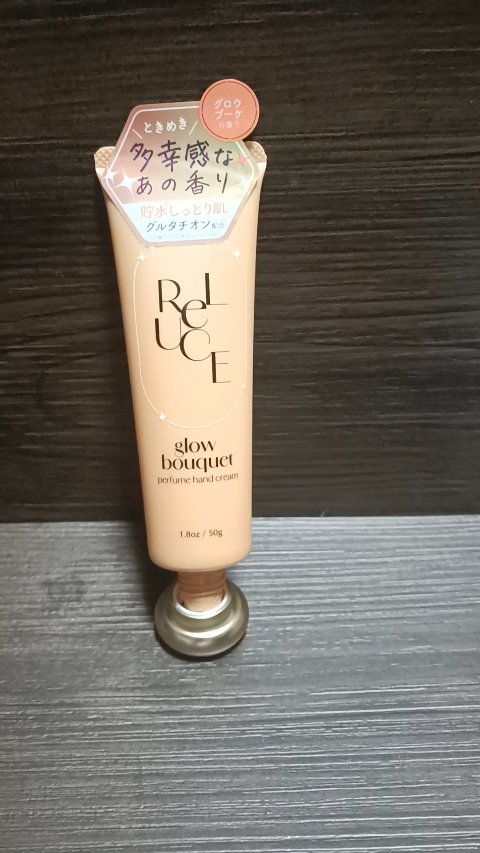 グロウ
ブーケ
の香り
ときめき
多幸感な
あの香り
貯水しっとり肌
グルタチオン配合
ReLUCE
glow
bouquet
perfume hand cream
1.8oz / 50g